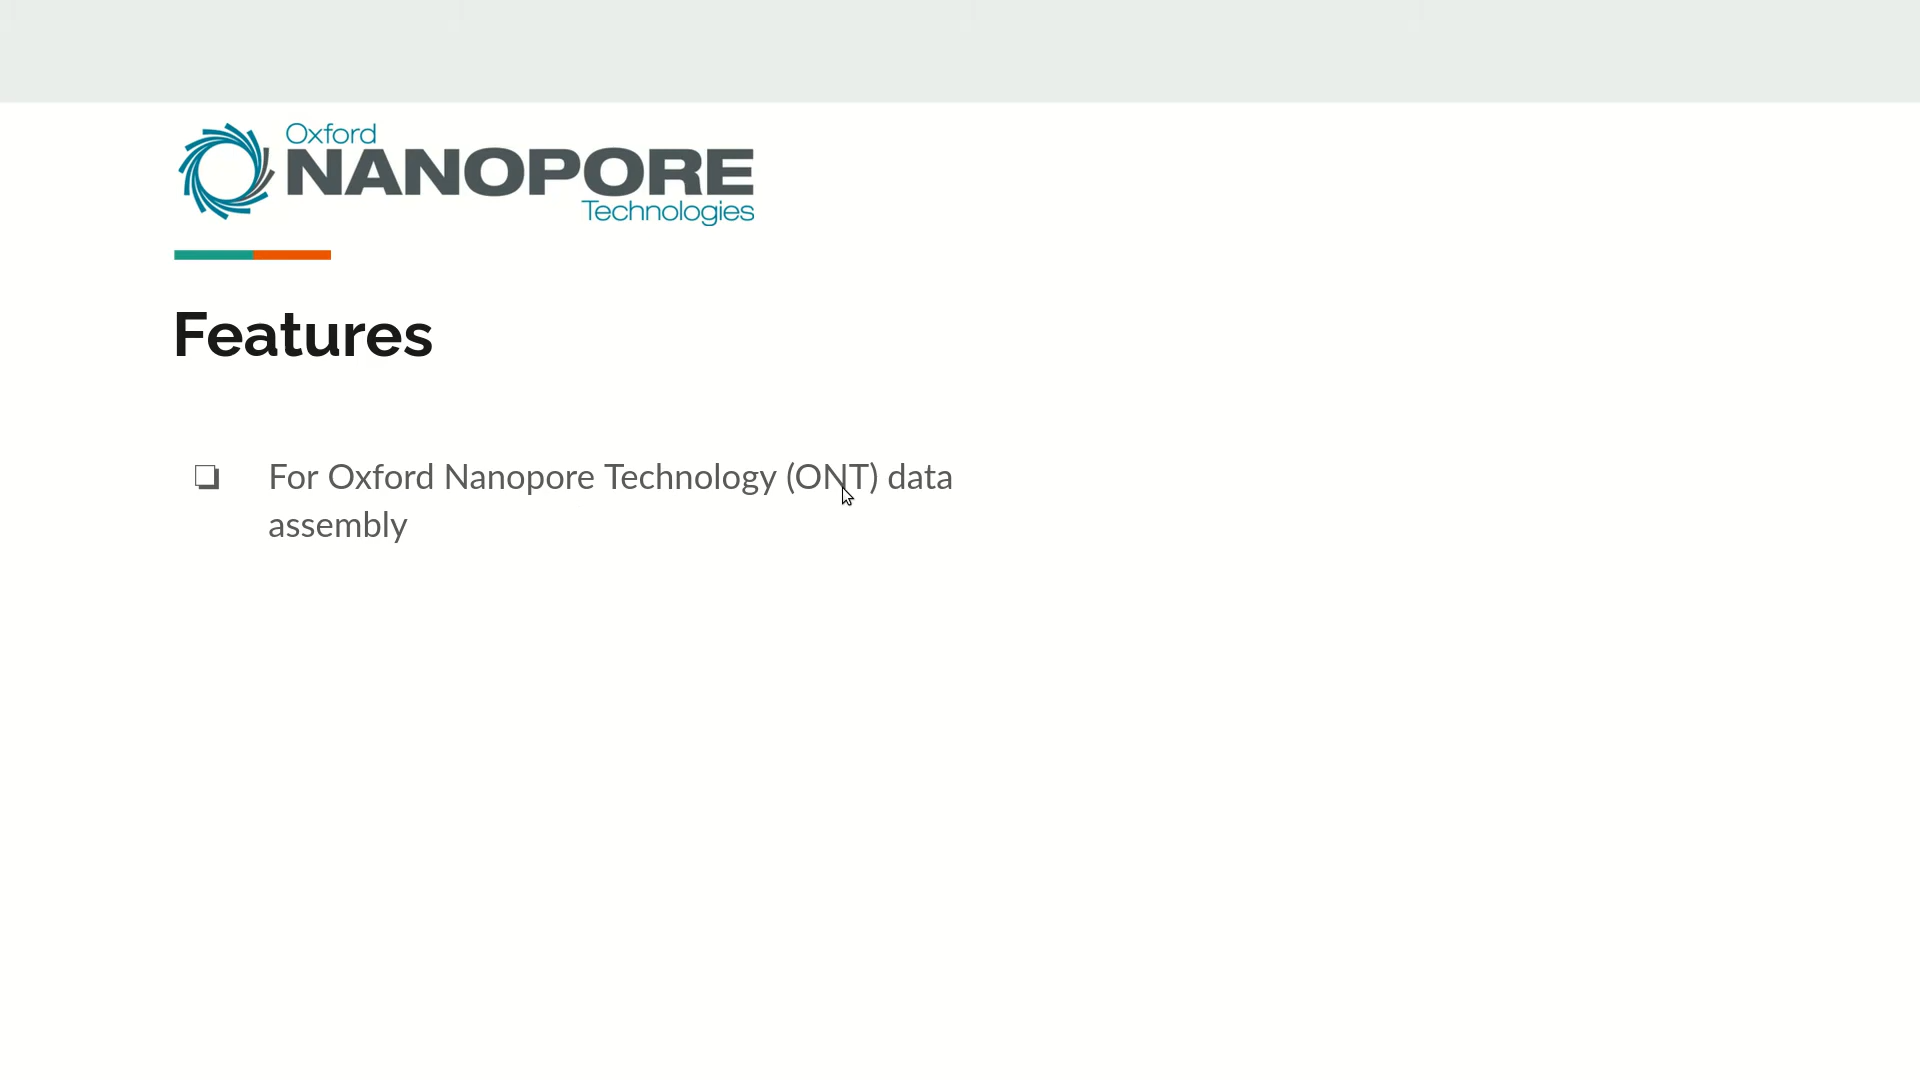 Oxford
NANOPORE
Technologies
Features
For Oxford Nanopore Technology (ONT) data
assembly